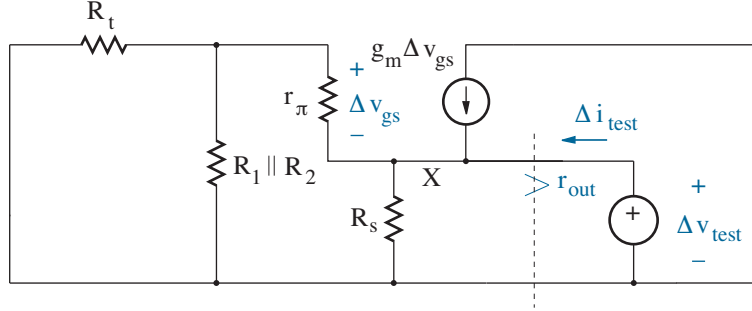 R_t
g_m Δv_gs
r_π
+
Δv_gs
−
Δi_test
R_1 || R_2
X
r_out
R_s
+
+
Δv_test
−